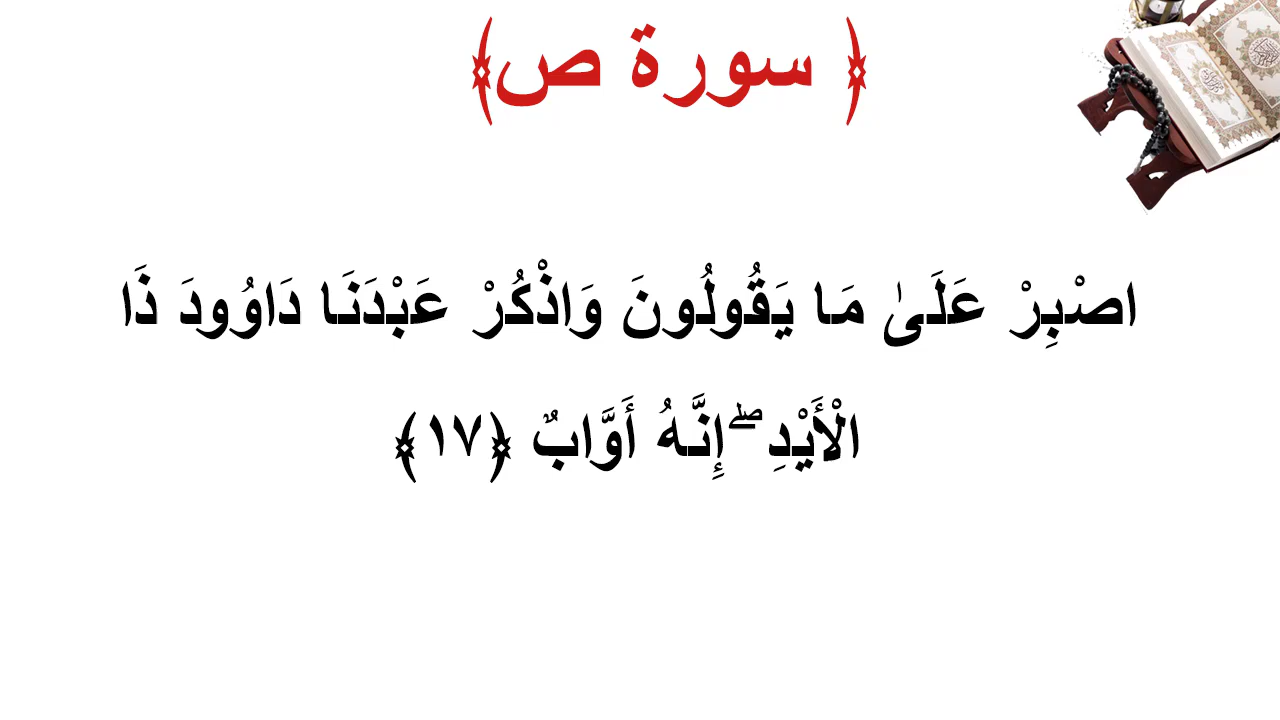 ﴿ سورة ص﴾
اصْبِرْ عَلَىٰ مَا يَقُولُونَ وَاذْكُرْ عَبْدَنَا دَاوُودَ ذَا
الْأَيْدِ ۖ إِنَّهُ أَوَّابٌ ﴿١٧﴾